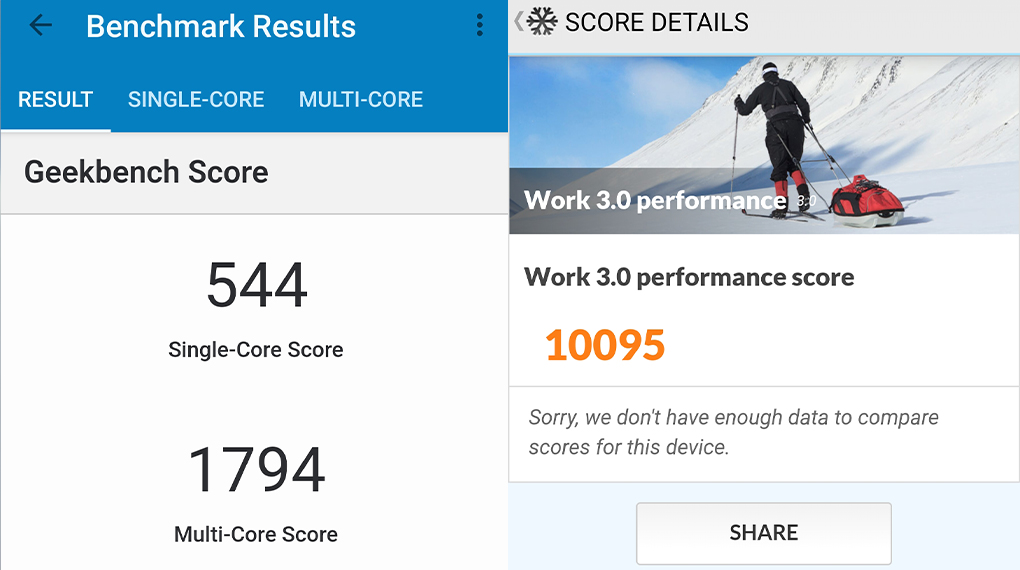 Benchmark Results
RESULT SINGLE-CORE MULTI-CORE
Geekbench Score
544
Single-Core Score
1794
Multi-Core Score
SCORE DETAILS
Work 3.0 performance 3.0
Work 3.0 performance score
10095
Sorry, we don't have enough data to compare
scores for this device.
SHARE